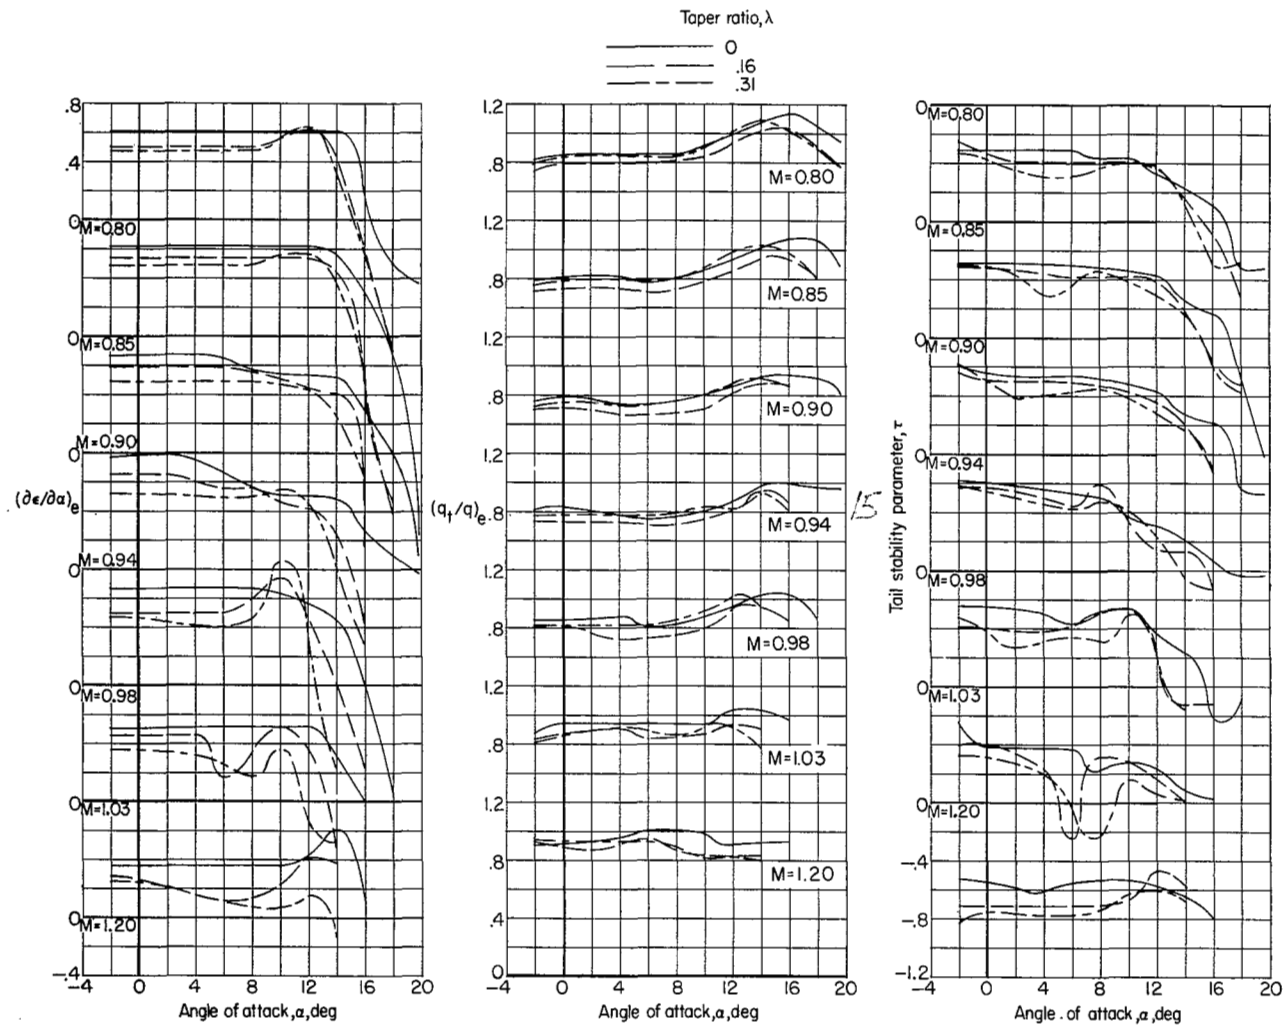 Taper ratio, λ
0
.16
.31
.8
.4
0
M=0.80
0
M=0.85
0
M=0.90
0
M=0.94
0
M=0.98
0
M=1.03
0
M=1.20
-.4
(∂ϵ/∂α)e
-4 0 4 8 12 16 20
Angle of attack, α, deg
1.2
.8
M=0.80
1.2
.8
M=0.85
1.2
.8
M=0.90
1.2
.8
M=0.94
1.2
.8
M=0.98
1.2
.8
M=1.03
1.2
.8
M=1.20
.4
0
(qt/q)e
-4 0 4 8 12 16 20
Angle of attack, α, deg
15
0
M=0.80
0
M=0.85
0
M=0.90
0
M=0.94
0
M=0.98
0
M=1.03
0
M=1.20
-.4
-.8
-1.2
Tail stability parameter, τ
-4 0 4 8 12 16 20
Angle . of attack, α, deg